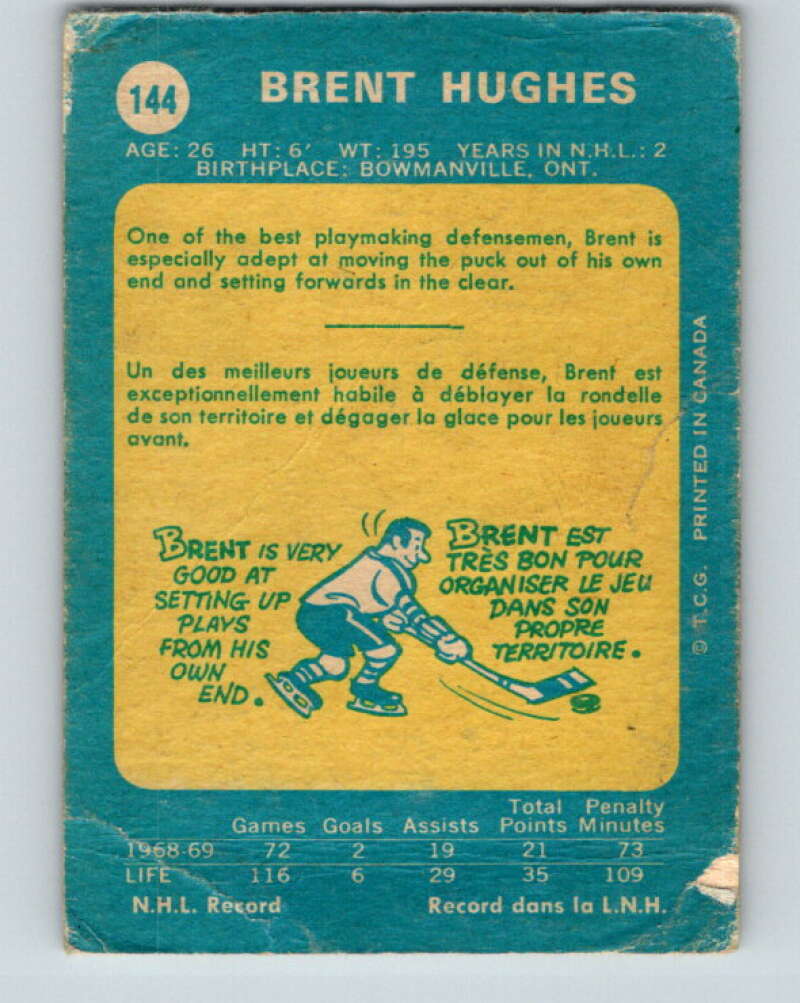 144
BRENT HUGHES
AGE: 26 HT: 6' WT: 195 YEARS IN N.H.L.: 2
BIRTHPLACE: BOWMANVILLE, ONT.
One of the best playmaking defensemen, Brent is
especially adept at moving the puck out of his own
end and setting forwards in the clear.
Un des meilleurs joueurs de défense, Brent est
exceptionnellement habile à déblayer la rondelle
de son territoire et dégager la glace pour les joueurs
avant.
BRENT IS VERY
GOOD AT
SETTING UP
PLAYS
FROM HIS
OWN
END.
BRENT EST
TRÈS BON POUR
ORGANISER LE JEU
DANS SON
PROPRE
TERRITOIRE.
© T.C.G. PRINTED IN CANADA
Total Penalty
Games Goals Assists Points Minutes
1968-69 72 2 19 21 73
LIFE 116 6 29 35 109
N.H.L. Record Record dans la L.N.H.